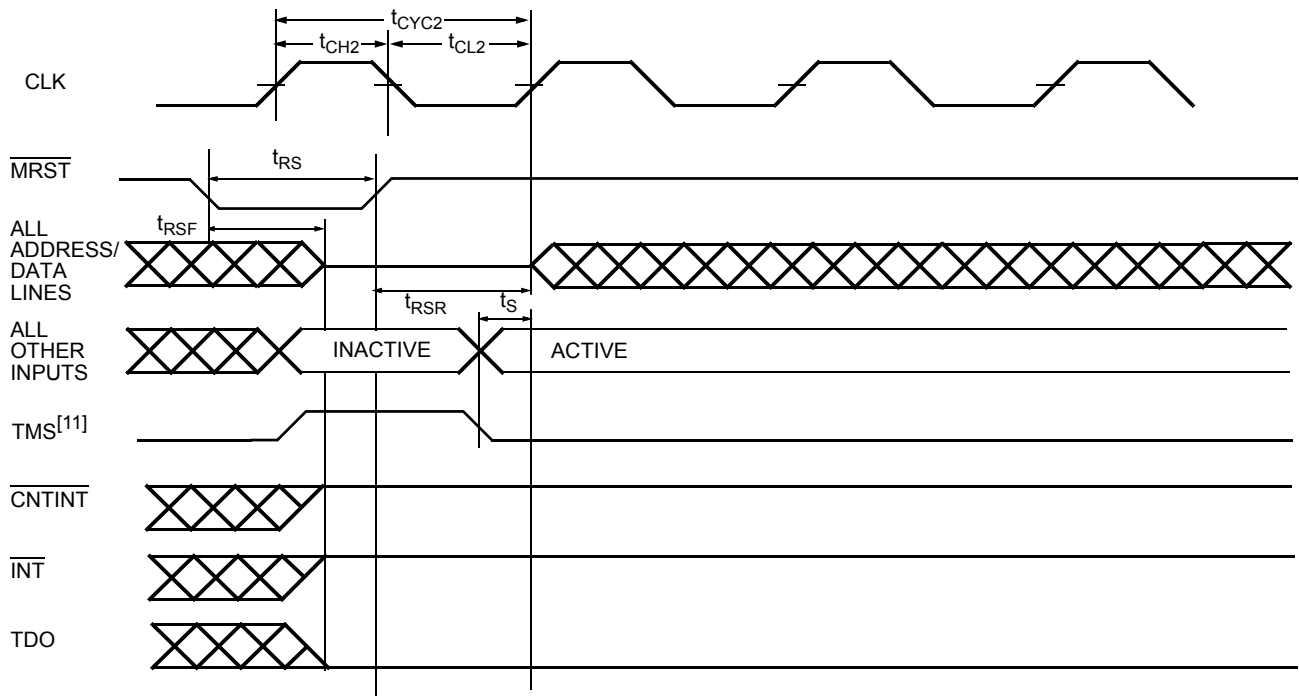 tCYC2
tCH2
tCL2
CLK
MRST
tRS
ALL
ADDRESS/
DATA
LINES
tRSF
tRSR
tS
ALL
OTHER
INPUTS
INACTIVE
ACTIVE
TMS[11]
CNTINT
INT
TDO